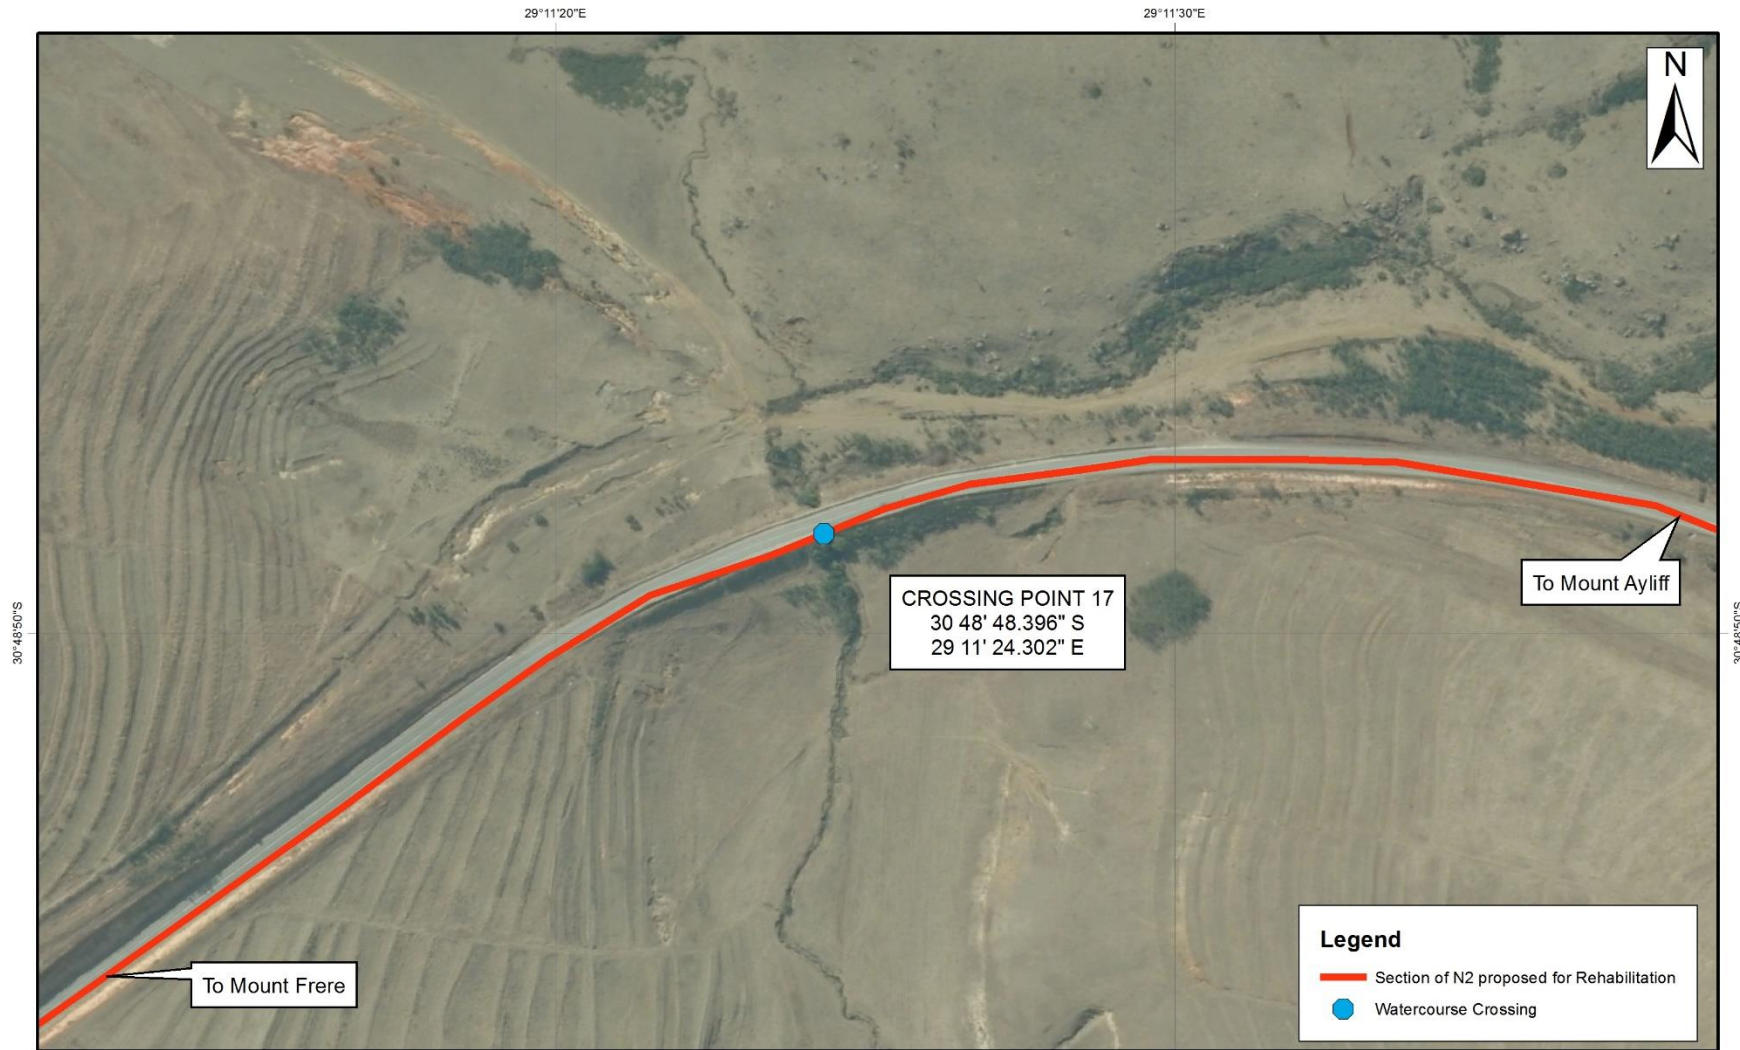 29°11'20"E
29°11'30"E
N
CROSSING POINT 17
30 48' 48.396" S
29 11' 24.302" E
To Mount Ayliff
30°48'50"S
30°48'50"S
To Mount Frere
Legend
Section of N2 proposed for Rehabilitation
Watercourse Crossing